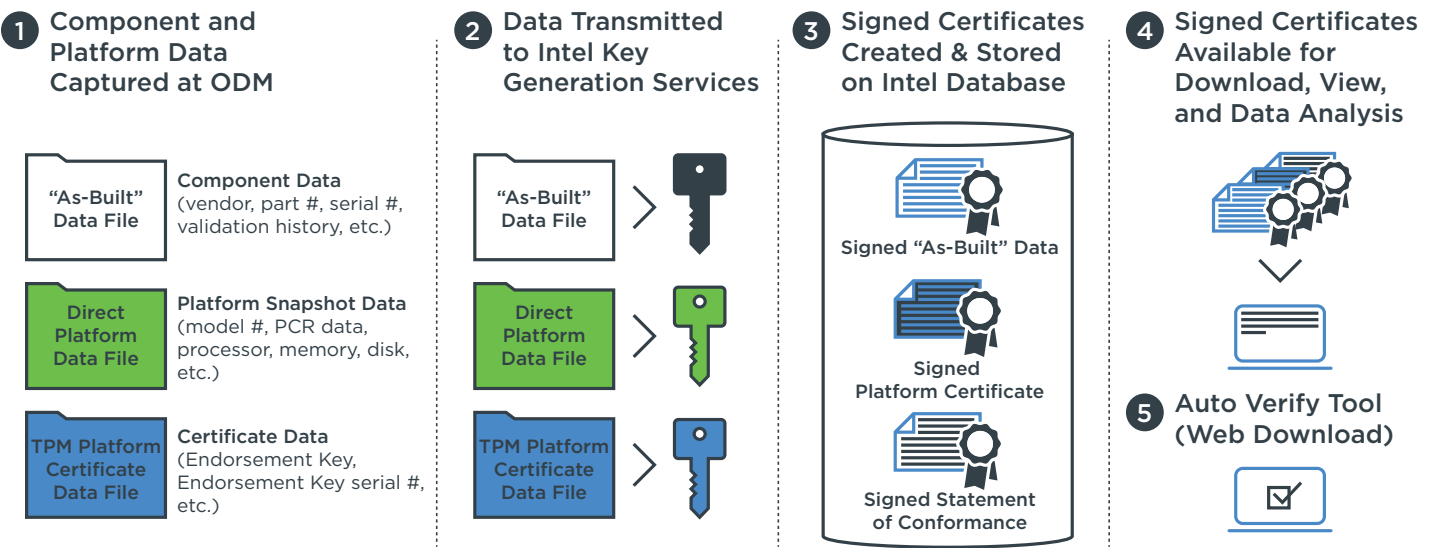 1
Component and
Platform Data
Captured at ODM
"As-Built"
Data File
Component Data
(vendor, part #, serial #,
validation history, etc.)
Direct
Platform
Data File
Platform Snapshot Data
(model #, PCR data,
processor, memory, disk,
etc.)
TPM Platform
Certificate
Data File
Certificate Data
(Endorsement Key,
Endorsement Key serial #,
etc.)
2
Data Transmitted
to Intel Key
Generation Services
"As-Built"
Data File
Direct
Platform
Data File
TPM Platform
Certificate
Data File
3
Signed Certificates
Created & Stored
on Intel Database
Signed "As-Built" Data
Signed
Platform Certificate
Signed Statement
of Conformance
4
Signed Certificates
Available for
Download, View,
and Data Analysis
5
Auto Verify Tool
(Web Download)